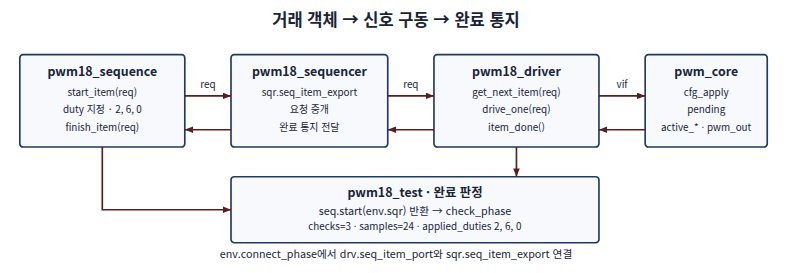 거래 객체 → 신호 구동 → 완료 통지
pwm18_sequence
start_item(req)
duty 지정 · 2, 6, 0
finish_item(req)
req
pwm18_sequencer
sqr.seq_item_export
요청 중개
완료 통지 전달
req
pwm18_driver
get_next_item(req)
drive_one(req)
item_done()
vif
pwm_core
cfg_apply
pending
active_* · pwm_out
pwm18_test · 완료 판정
seq.start(env.sqr) 반환 → check_phase
checks=3 · samples=24 · applied_duties 2, 6, 0
env.connect_phase에서 drv.seq_item_port와 sqr.seq_item_export 연결